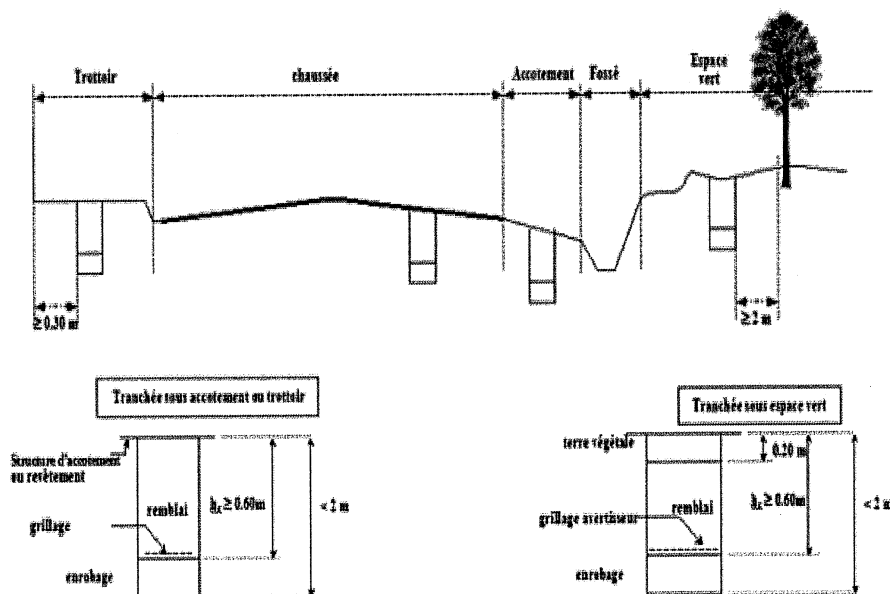 Trottoir
chaussée
Accotement
Fossé
Espace
vert
≥ 0.30 m
≥ 2 m
Tranchée sous accotement ou trottoir
Structure d'accotement
ou revêtement
remblai
grillage
enrobage
≥ 0.60m
< 2 m
Tranchée sous espace vert
terre végétale
0.20 m
remblai
grillage avertisseur
enrobage
≥ 0.60m
< 2 m